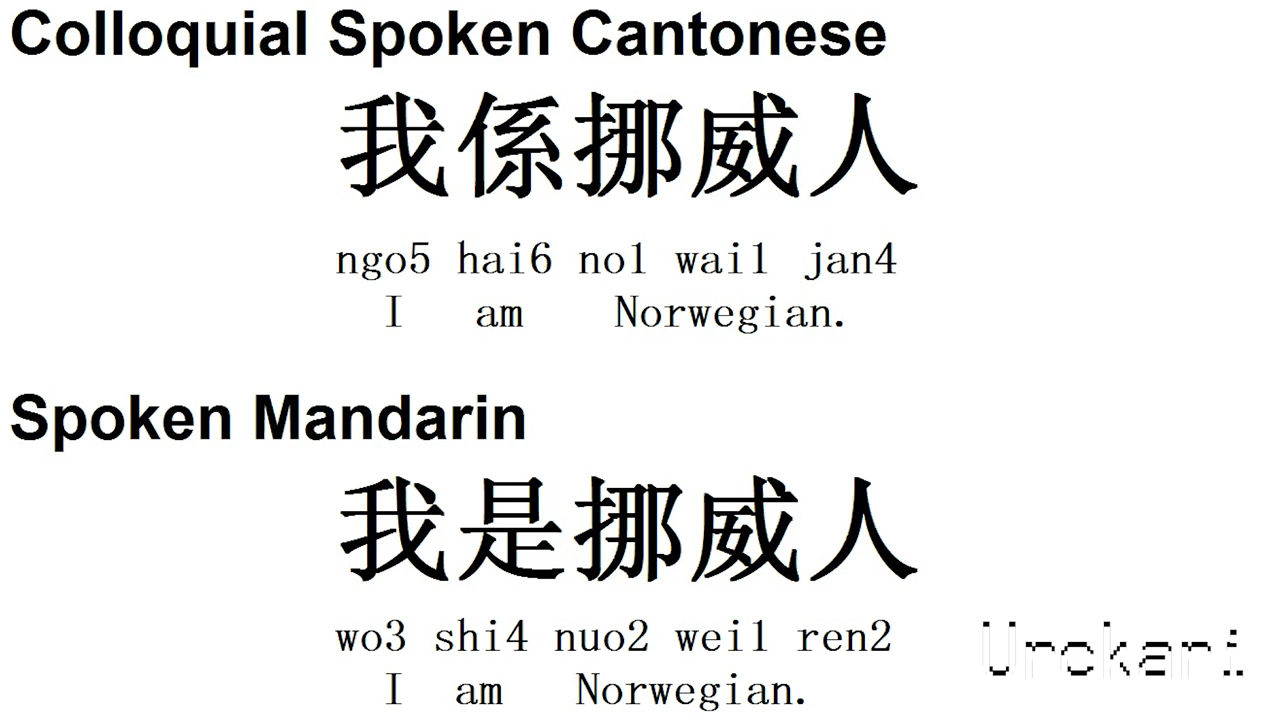 Colloquial Spoken Cantonese
我係挪威人
ngo5 hai6 no1 wai1 jan4
I am Norwegian.
Spoken Mandarin
我是挪威人
wo3 shi4 nuo2 wei1 ren2
I am Norwegian.
Urckari